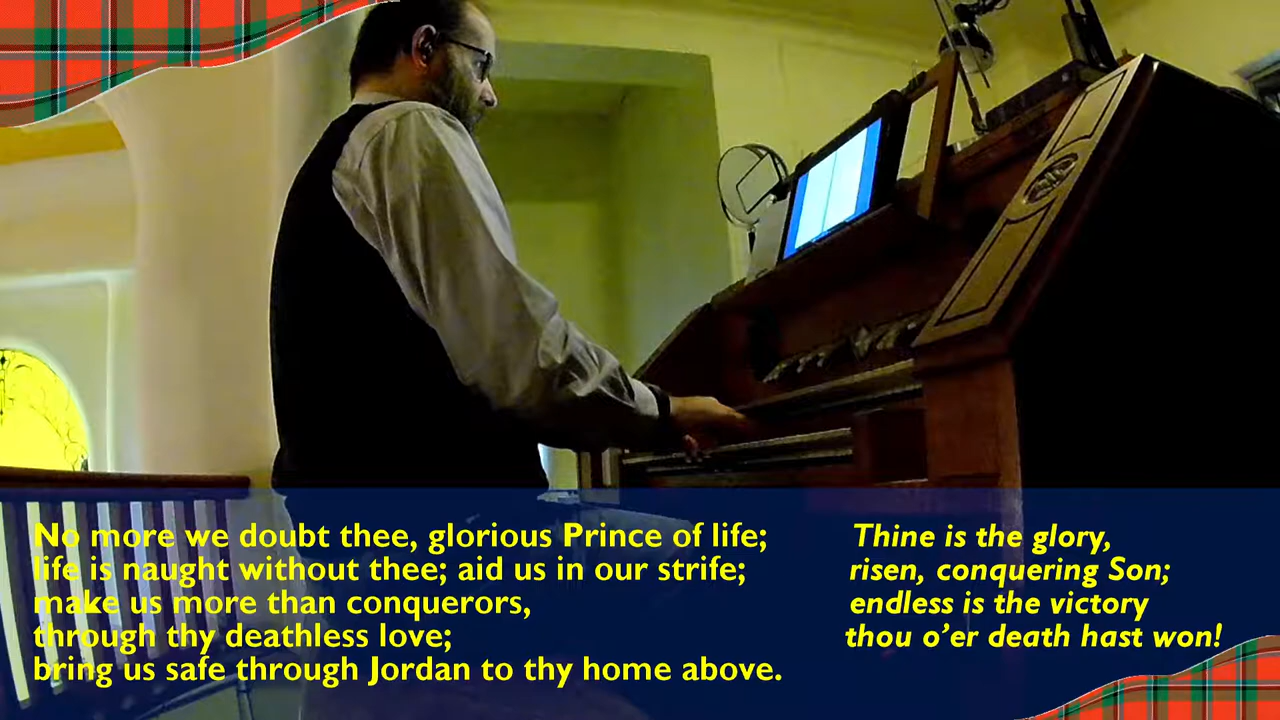 No more we doubt thee, glorious Prince of life;
life is naught without thee; aid us in our strife;
make us more than conquerors,
through thy deathless love;
bring us safe through Jordan to thy home above.
Thine is the glory,
risen, conquering Son;
endless is the victory
thou o’er death hast won!